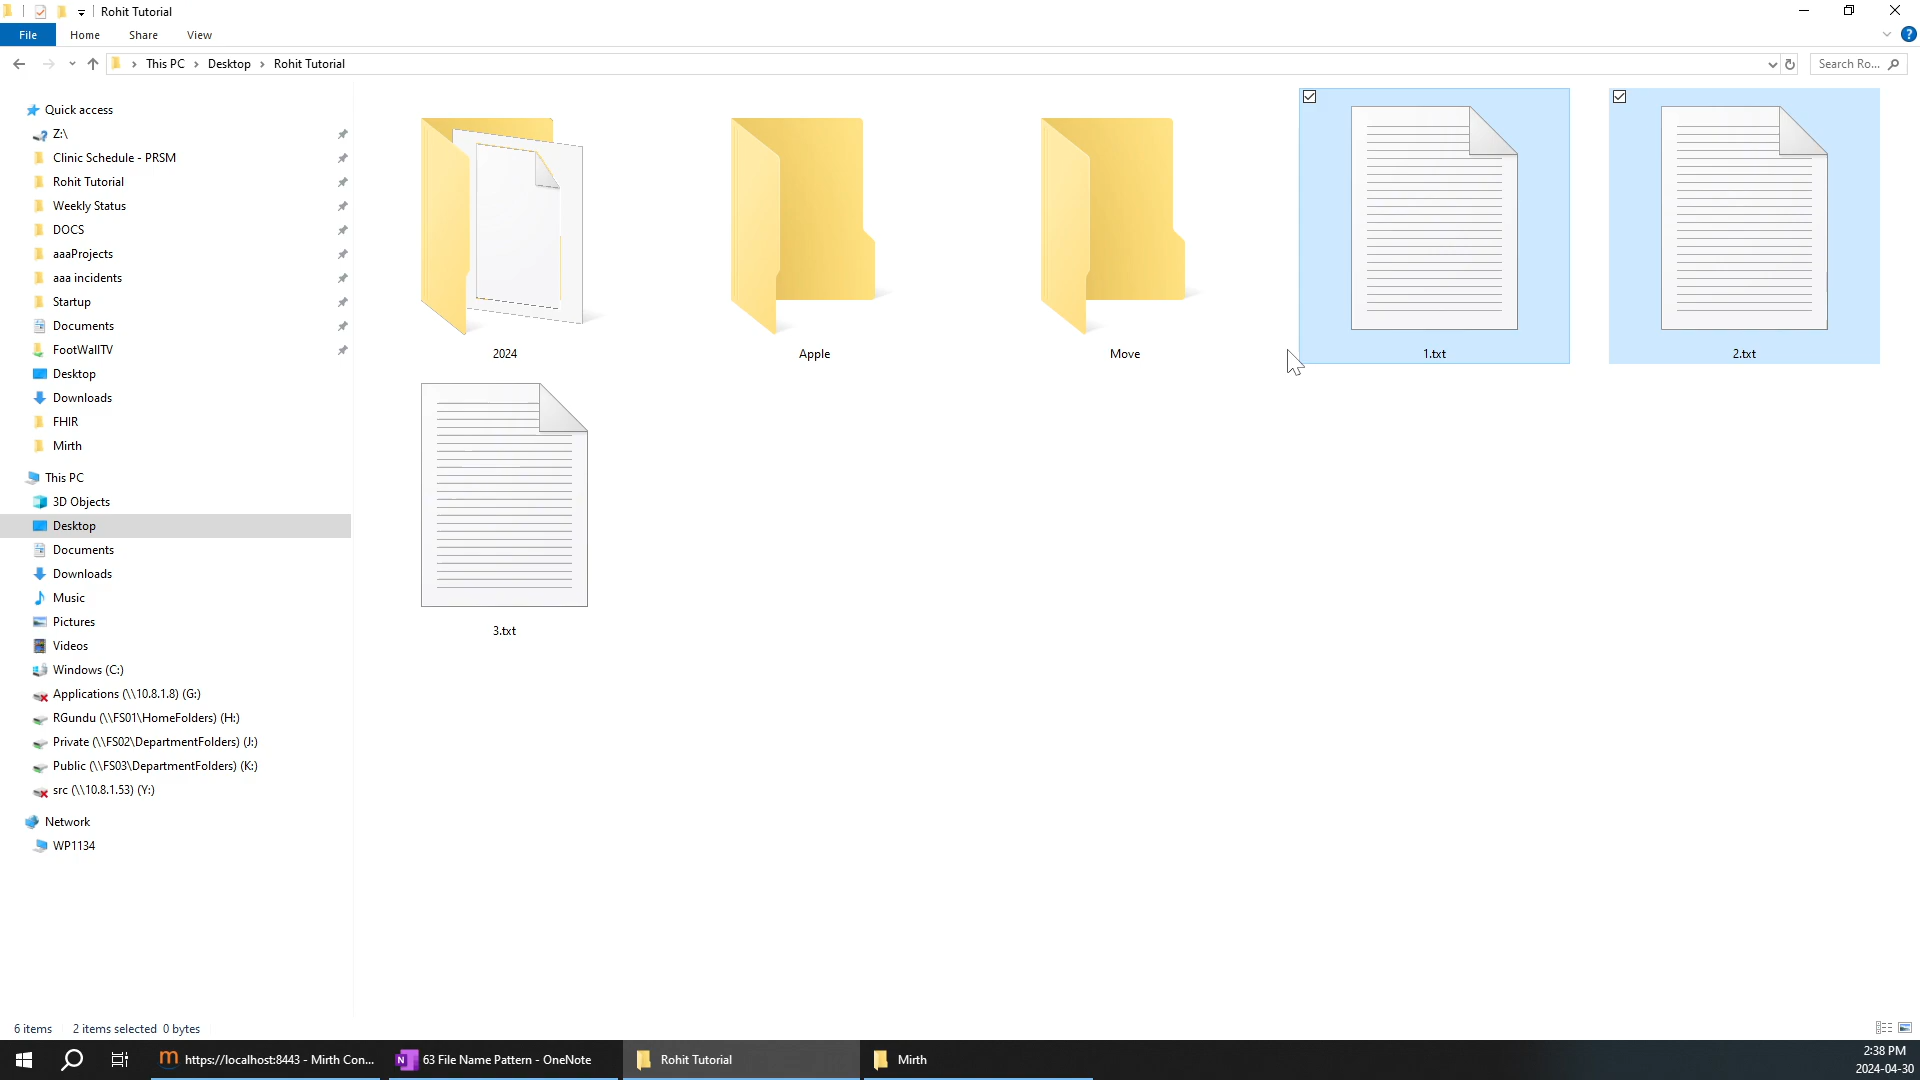 Rohit Tutorial
File Home Share View
This PC Desktop Rohit Tutorial
Search Ro...
Quick access
Z:\
Clinic Schedule - PRSM
Rohit Tutorial
Weekly Status
DOCS
aaaProjects
aaa incidents
Startup
Documents
FootWallTV
Desktop
Downloads
FHIR
Mirth
This PC
3D Objects
Desktop
Documents
Downloads
Music
Pictures
Videos
Windows (C:)
Applications (\\10.8.1.8) (G:)
RGundu (\\FS01\HomeFolders) (H:)
Private (\\FS02\DepartmentFolders) (J:)
Public (\\FS03\DepartmentFolders) (K:)
src (\\10.8.1.53) (Y:)
Network
WP1134
2024 Apple Move 1.txt 2.txt
3.txt
6 items 2 items selected 0 bytes
https://localhost:8443 - Mirth Con... 63 File Name Pattern - OneNote Rohit Tutorial Mirth
2:38 PM
2024-04-30